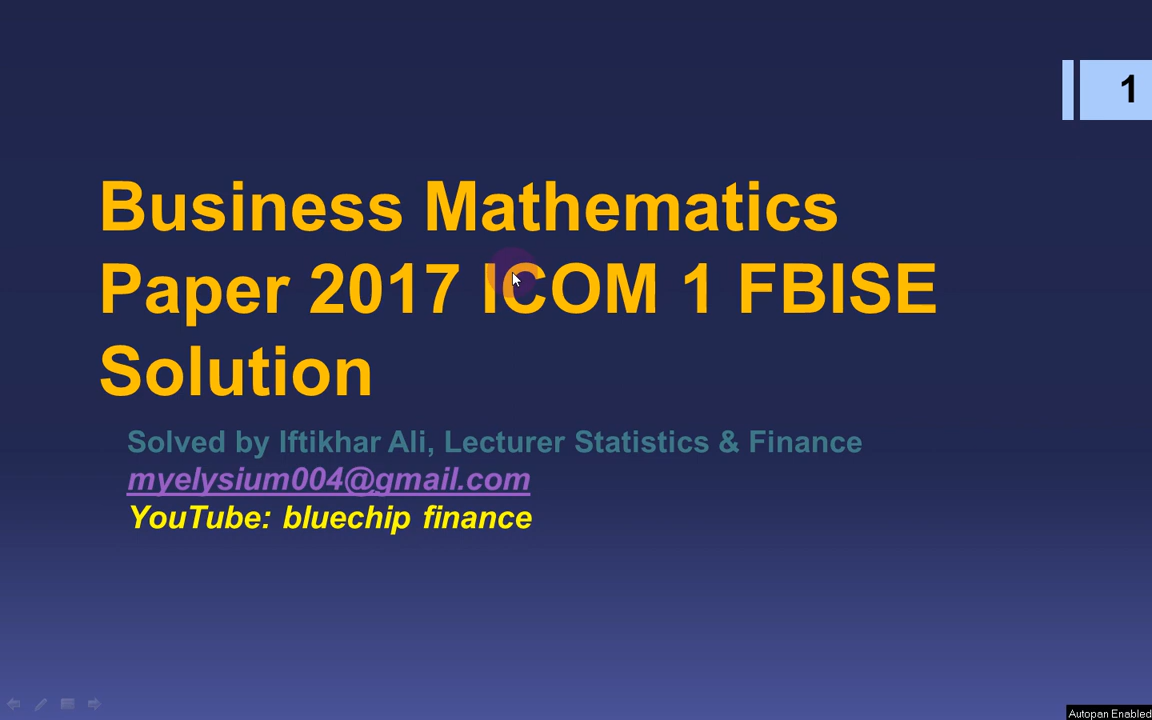 1
Business Mathematics
Paper 2017 ICOM 1 FBISE
Solution
Solved by Iftikhar Ali, Lecturer Statistics & Finance
myelysium004@gmail.com
YouTube: bluechip finance
Autopan Enabled